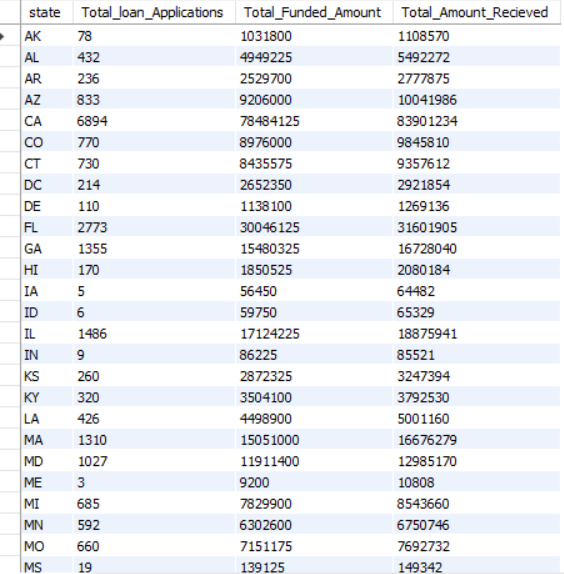 state Total_loan_Applications Total_Funded_Amount Total_Amount_Recieved
AK 78 1031800 1108570
AL 432 4949225 5492272
AR 236 2529700 2777875
AZ 833 9206000 10041986
CA 6894 78484125 83901234
CO 770 8976000 9845810
CT 730 8435575 9357612
DC 214 2652350 2921854
DE 110 1138100 1269136
FL 2773 30046125 31601905
GA 1355 15480325 16728040
HI 170 1850525 2080184
IA 5 56450 64482
ID 6 59750 65329
IL 1486 17124225 18875941
IN 9 86225 85521
KS 260 2872325 3247394
KY 320 3504100 3792530
LA 426 4498900 5001160
MA 1310 15051000 16676279
MD 1027 11911400 12985170
ME 3 9200 10808
MI 685 7829900 8543660
MN 592 6302600 6750746
MO 660 7151175 7692732
MS 19 139125 149342